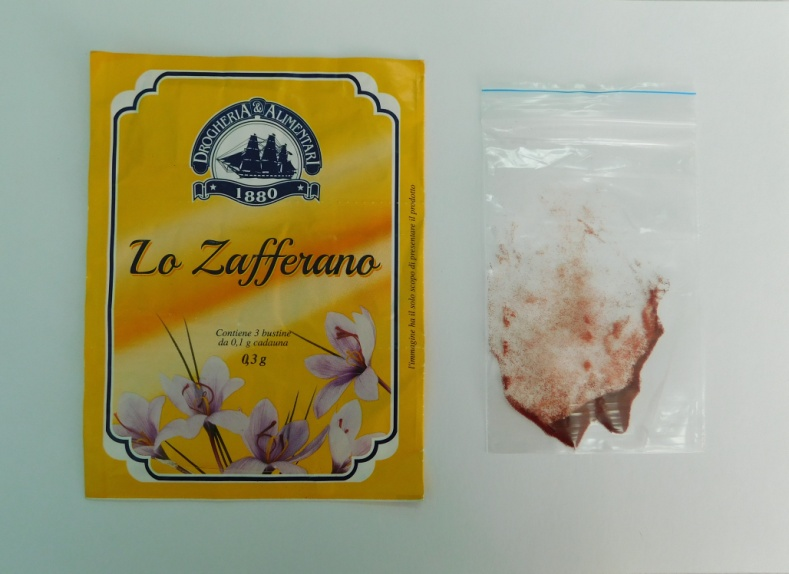 DROGHERIA & ALIMENTARI
1880
Lo Zafferano
Contiene 3 bustine
da 0,1 g cadauna
0,3 g
l'immagine ha il solo scopo di presentare il prodotto